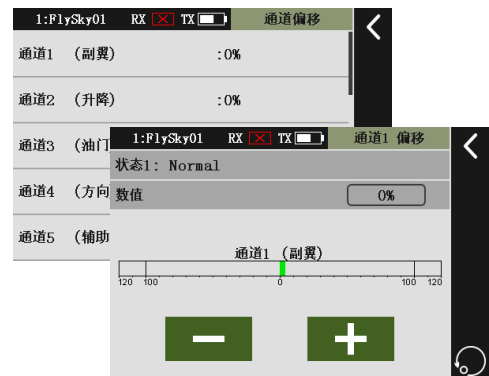 1:FlySky01 RX TX 通道偏移
通道1 （副翼） :0%
通道2 （升降） :0%
通道3 （油门
通道4 （方向
通道5 （辅助
1:FlySky01 RX TX 通道1 偏移
状态1: Normal
数值 0%
通道1 （副翼）
120 100 0 100 120